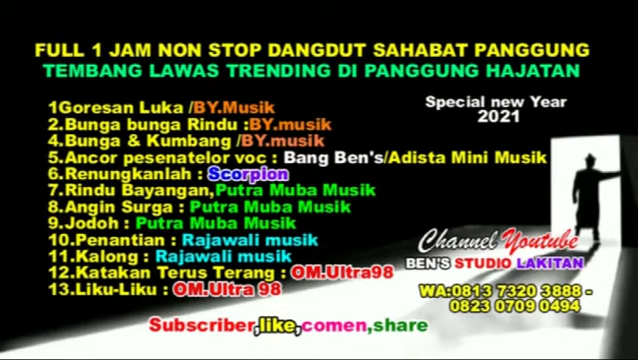 FULL 1 JAM NON STOP DANGDUT SAHABAT PANGGUNG
TEMBANG LAWAS TRENDING DI PANGGUNG HAJATAN
Special new Year
2021
1Goresan Luka /BY.Musik
2.Bunga bunga Rindu :BY.musik
4.Bunga & Kumbang /BY.musik
5.Ancor pesenatelor voc : Bang Ben's/Adista Mini Musik
6.Renungkanlah : Scorpion
7.Rindu Bayangan,Putra Muba Musik
8.Angin Surga : Putra Muba Musik
9.Jodoh : Putra Muba Musik
10.Penantian : Rajawali musik
11.Kalong : Rajawali musik
12.Katakan Terus Terang : OM.Ultra98
13.Liku-Liku : OM.Ultra 98
Channel Youtube
BEN'S STUDIO LAKITAN
WA:0813 7320 3888 -
0823 0709 0494
Subscriber,like,comen,share